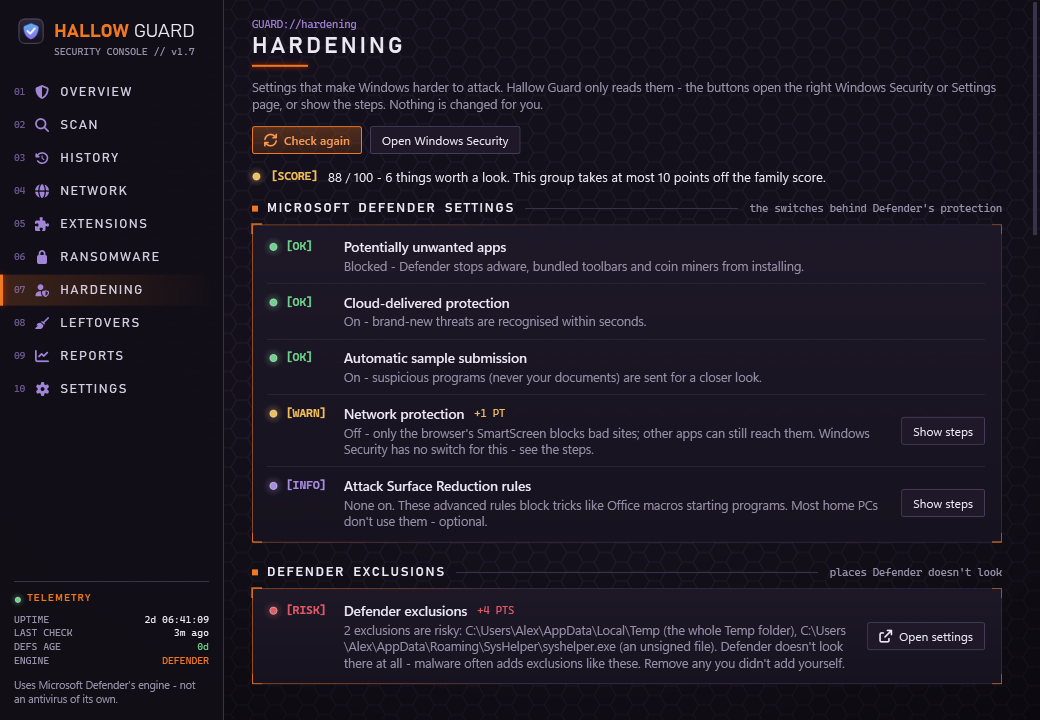 HALLOW GUARD
SECURITY CONSOLE // v1.7
01 OVERVIEW
02 SCAN
03 HISTORY
04 NETWORK
05 EXTENSIONS
06 RANSOMWARE
07 HARDENING
08 LEFTOVERS
09 REPORTS
10 SETTINGS
TELEMETRY
UPTIME 2d 06:41:09
LAST CHECK 3m ago
DEFS AGE 0d
ENGINE DEFENDER
Uses Microsoft Defender's engine - not
an antivirus of its own.
GUARD://hardening
HARDENING
Settings that make Windows harder to attack. Hallow Guard only reads them - the buttons open the right Windows Security or Settings
page, or show the steps. Nothing is changed for you.
Check again
Open Windows Security
[SCORE] 88 / 100 - 6 things worth a look. This group takes at most 10 points off the family score.
MICROSOFT DEFENDER SETTINGS
the switches behind Defender's protection
[OK] Potentially unwanted apps
Blocked - Defender stops adware, bundled toolbars and coin miners from installing.
[OK] Cloud-delivered protection
On - brand-new threats are recognised within seconds.
[OK] Automatic sample submission
On - suspicious programs (never your documents) are sent for a closer look.
[WARN] Network protection +1 PT
Off - only the browser's SmartScreen blocks bad sites; other apps can still reach them. Windows
Security has no switch for this - see the steps.
Show steps
[INFO] Attack Surface Reduction rules
None on. These advanced rules block tricks like Office macros starting programs. Most home PCs
don't use them - optional.
Show steps
DEFENDER EXCLUSIONS
places Defender doesn't look
[RISK] Defender exclusions +4 PTS
2 exclusions are risky: C:\Users\Alex\AppData\Local\Temp (the whole Temp folder), C:\Users
\Alex\AppData\Roaming\SysHelper\syshelper.exe (an unsigned file). Defender doesn't look
there at all - malware often adds exclusions like these. Remove any you didn't add yourself.
Open settings